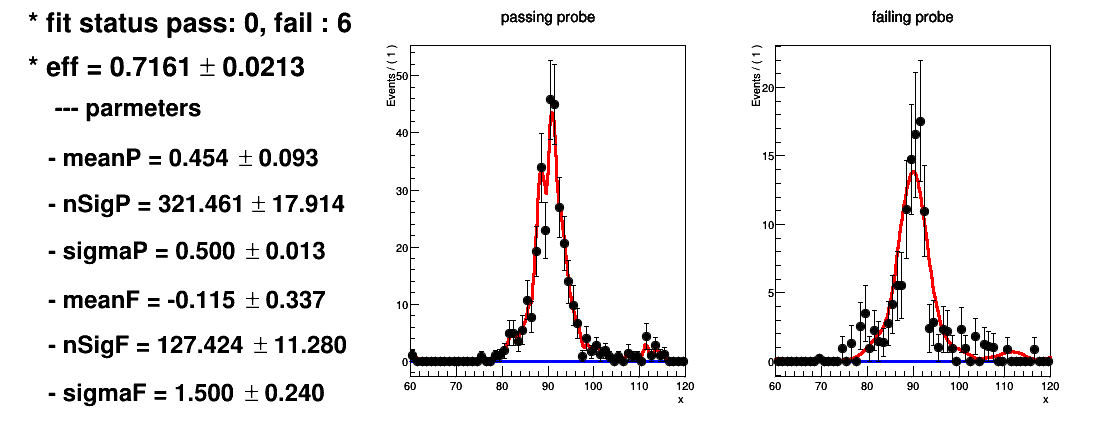 * fit status pass: 0, fail : 6
* eff = 0.7161 ± 0.0213
--- parmeters
- meanP = 0.454 ± 0.093
- nSigP = 321.461 ± 17.914
- sigmaP = 0.500 ± 0.013
- meanF = -0.115 ± 0.337
- nSigF = 127.424 ± 11.280
- sigmaF = 1.500 ± 0.240
passing probe
Events / ( 1 )
50
40
30
20
10
0
60 70 80 90 100 110 120
x
failing probe
Events / ( 1 )
20
15
10
5
0
60 70 80 90 100 110 120
x